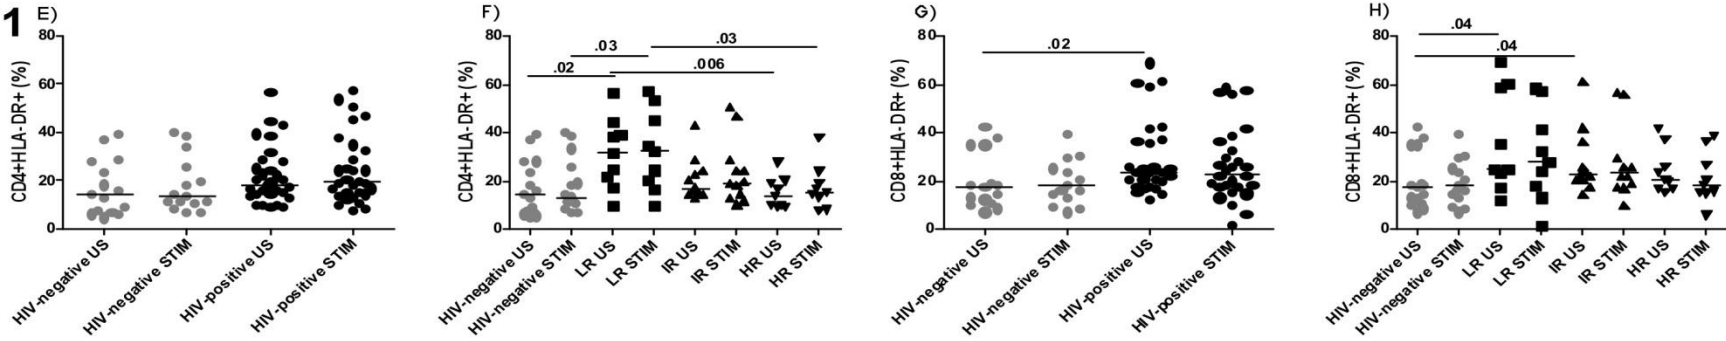 1
E)
CD4+HLA-DR+ (%)
80
60
40
20
0
HIV-negative US
HIV-negative STIM
HIV-positive US
HIV-positive STIM
F)
CD4+HLA-DR+ (%)
80
60
40
20
0
.03
.03
.02
.006
HIV-negative US
HIV-negative STIM
LR US
LR STIM
IR US
IR STIM
HR US
HR STIM
G)
CD8+HLA-DR+ (%)
80
60
40
20
0
.02
HIV-negative US
HIV-negative STIM
HIV-positive US
HIV-positive STIM
H)
CD8+HLA-DR+ (%)
80
60
40
20
0
.04
.04
HIV-negative US
HIV-negative STIM
LR US
LR STIM
IR US
IR STIM
HR US
HR STIM